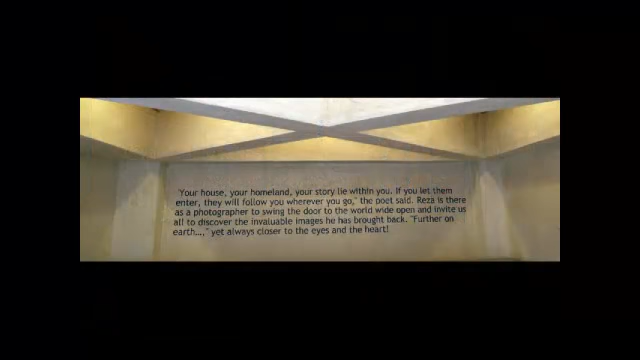 "Your house, your homeland, your story lie within you. If you let them
enter, they will follow you wherever you go," the poet said. Reza is there
as a photographer to swing the door to the world wide open and invite us
all to discover the invaluable images he has brought back. "Further on
earth...," yet always closer to the eyes and the heart!